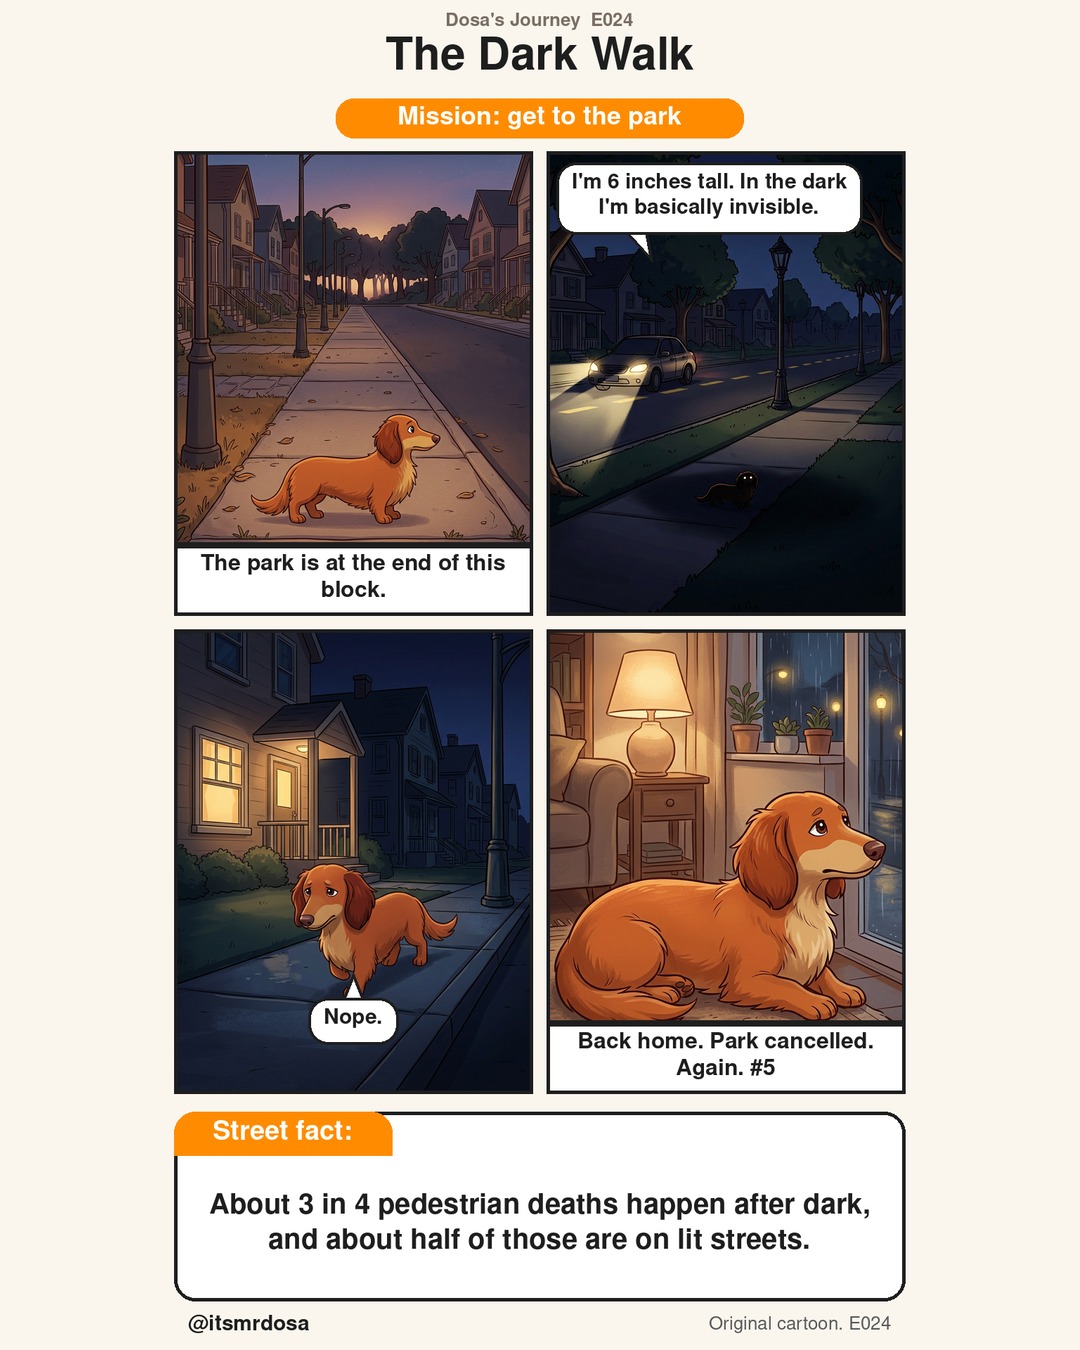 Dosa's Journey E024
The Dark Walk
Mission: get to the park
The park is at the end of this
block.
I'm 6 inches tall. In the dark
I'm basically invisible.
Nope.
Back home. Park cancelled.
Again. #5
Street fact:
About 3 in 4 pedestrian deaths happen after dark,
and about half of those are on lit streets.
@itsmrdosa
Original cartoon. E024